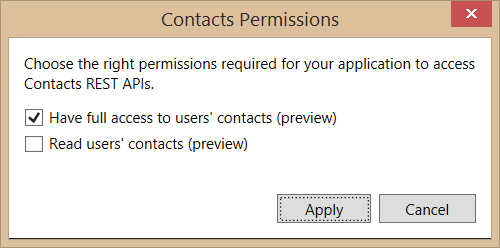 Contacts Permissions
Choose the right permissions required for your application to access
Contacts REST APIs.
Have full access to users' contacts (preview)
Read users' contacts (preview)
Apply Cancel